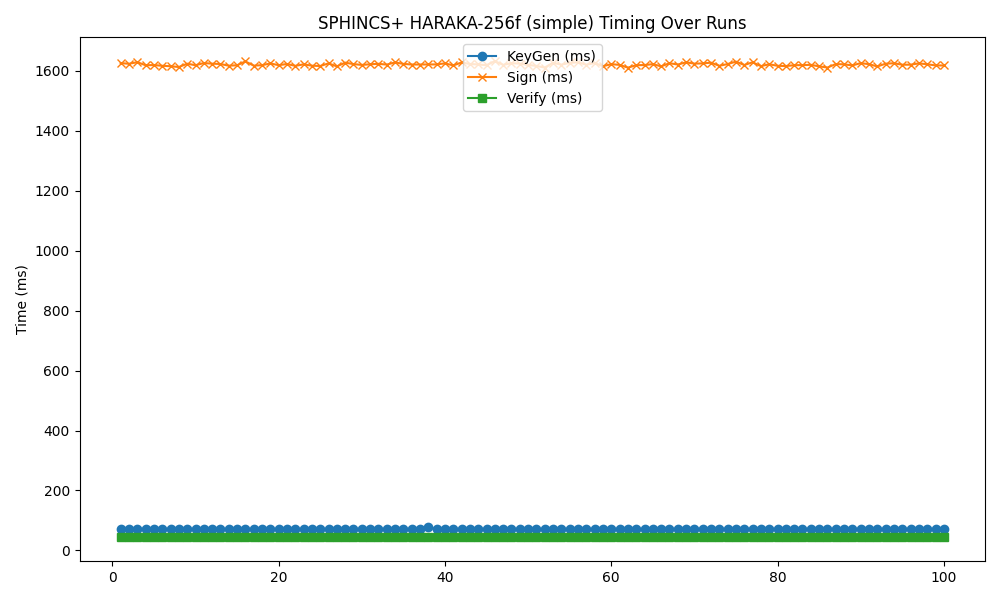 SPHINCS+ HARAKA-256f (simple) Timing Over Runs
KeyGen (ms)
Sign (ms)
Verify (ms)
Time (ms)
1600
1400
1200
1000
800
600
400
200
0
0 20 40 60 80 100